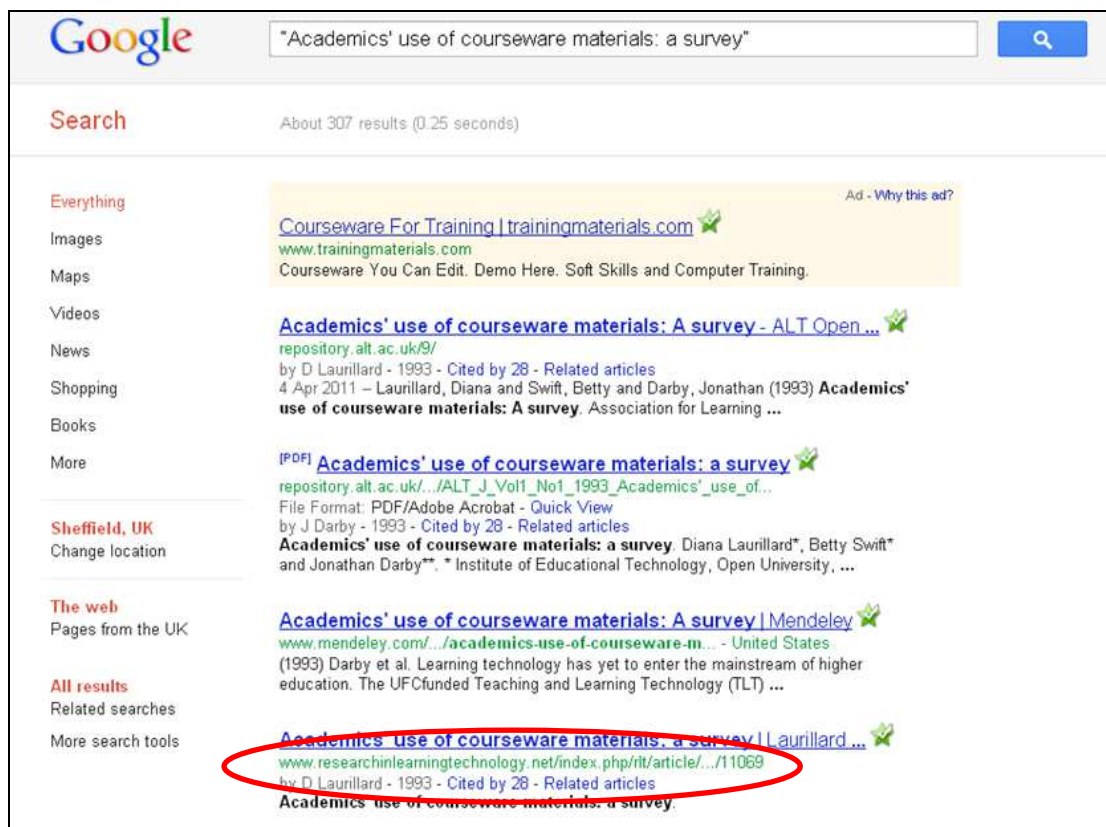 Google
"Academics' use of courseware materials: a survey"
Search
About 307 results (0.25 seconds)
Everything
Images
Maps
Videos
News
Shopping
Books
More
Sheffield, UK
Change location
The web
Pages from the UK
All results
Related searches
More search tools
Ad - Why this ad?
Courseware For Training | trainingmaterials.com
www.trainingmaterials.com
Courseware You Can Edit. Demo Here. Soft Skills and Computer Training.
Academics' use of courseware materials: A survey - ALT Open ...
repository.alt.ac.uk/9/
by D Laurillard - 1993 - Cited by 28 - Related articles
4 Apr 2011 – Laurillard, Diana and Swift, Betty and Darby, Jonathan (1993) Academics'
use of courseware materials: A survey. Association for Learning ...
[PDF] Academics' use of courseware materials: a survey
repository.alt.ac.uk/.../ALT_J_Vol1_No1_1993_Academics'_use_of...
File Format: PDF/Adobe Acrobat - Quick View
by J Darby - 1993 - Cited by 28 - Related articles
Academics' use of courseware materials: a survey. Diana Laurillard*, Betty Swift*
and Jonathan Darby**. * Institute of Educational Technology, Open University, ...
Academics' use of courseware materials: A survey | Mendeley
www.mendeley.com/.../academics-use-of-courseware-m... - United States
(1993) Darby et al. Learning technology has yet to enter the mainstream of higher
education. The UFCfunded Teaching and Learning Technology (TLT) ...
Academics' use of courseware materials: a survey | Laurillard ...
www.researchinlearningtechnology.net/index.php/rlt/article/.../11069
by D Laurillard - 1993 - Cited by 28 - Related articles
Academics' use of courseware materials: a survey.